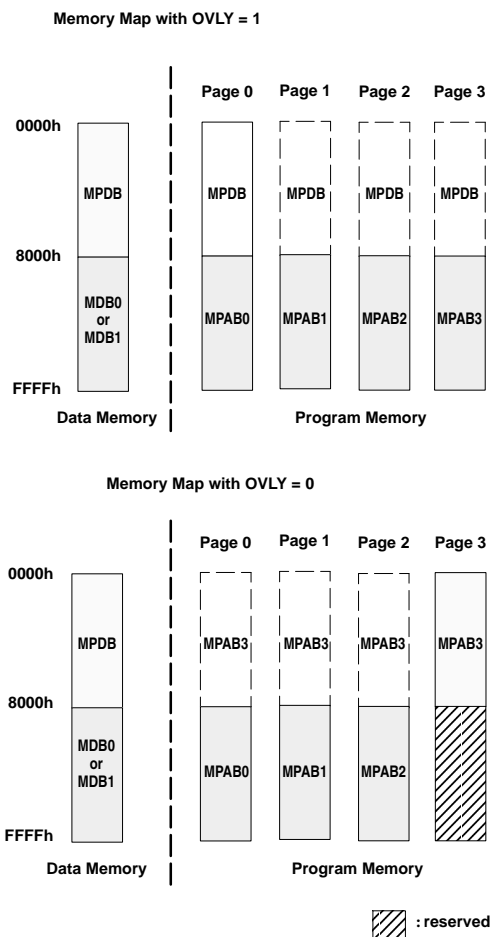 Memory Map with OVLY = 1
Page 0 Page 1 Page 2 Page 3
0000h
MPDB MPDB MPDB MPDB MPDB
8000h
MDB0
or
MDB1
MPAB0 MPAB1 MPAB2 MPAB3
FFFFh
Data Memory Program Memory
Memory Map with OVLY = 0
Page 0 Page 1 Page 2 Page 3
0000h
MPDB MPAB3 MPAB3 MPAB3 MPAB3
8000h
MDB0
or
MDB1
MPAB0 MPAB1 MPAB2
FFFFh
Data Memory Program Memory
: reserved